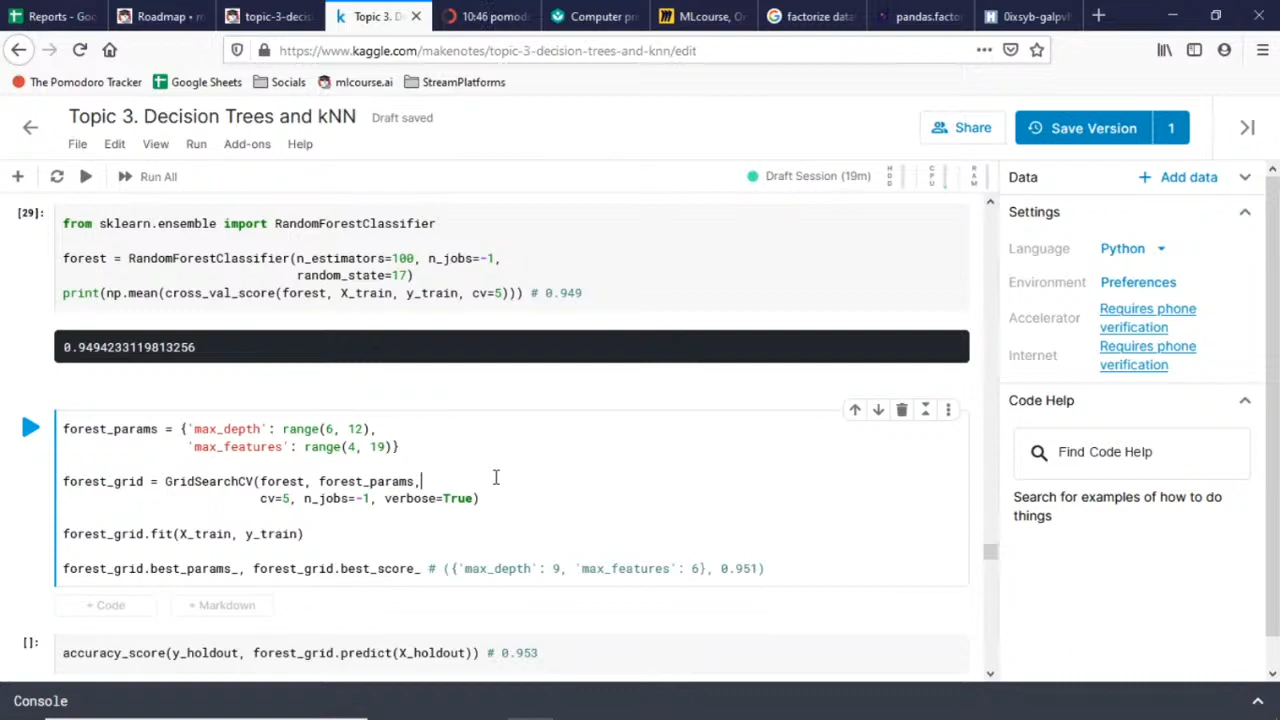 Reports - G
Roadmap • m
topic-3-decis
Topic 3. D
10:46 pomod
Computer pr
MLcourse, O
factorize data
pandas.factor
0ixsyb-galpvh
https://www.kaggle.com/makenotes/topic-3-decision-trees-and-knn/edit
The Pomodoro Tracker
Google Sheets
Socials
mlcourse.ai
StreamPlatforms
Topic 3. Decision Trees and kNN
Draft saved
Share
Save Version
1
File
Edit
View
Run
Add-ons
Help
Run All
Draft Session (19m)
HDD
CPU
RAM
Data
+ Add data
Settings
Language
Python
Environment
Preferences
Accelerator
Requires phone
verification
Internet
Requires phone
verification
Code Help
Find Code Help
Search for examples of how to
things
[29]:
from sklearn.ensemble import RandomForestClassifier
forest = RandomForestClassifier(n_estimators=100, n_jobs=-1,
random_state=17)
print(np.mean(cross_val_score(forest, X_train, y_train, cv=5))) # 0.949
0.9494233119813256
forest_params = {'max_depth': range(6, 12),
'max_features': range(4, 19)}
forest_grid = GridSearchCV(forest, forest_params,
cv=5, n_jobs=-1, verbose=True)
forest_grid.fit(X_train, y_train)
forest_grid.best_params_, forest_grid.best_score_ # ({'max_depth': 9, 'max_features': 6}, 0.951)
+ Code
+ Markdown
[]:
accuracy_score(y_holdout, forest_grid.predict(X_holdout)) # 0.953
Console